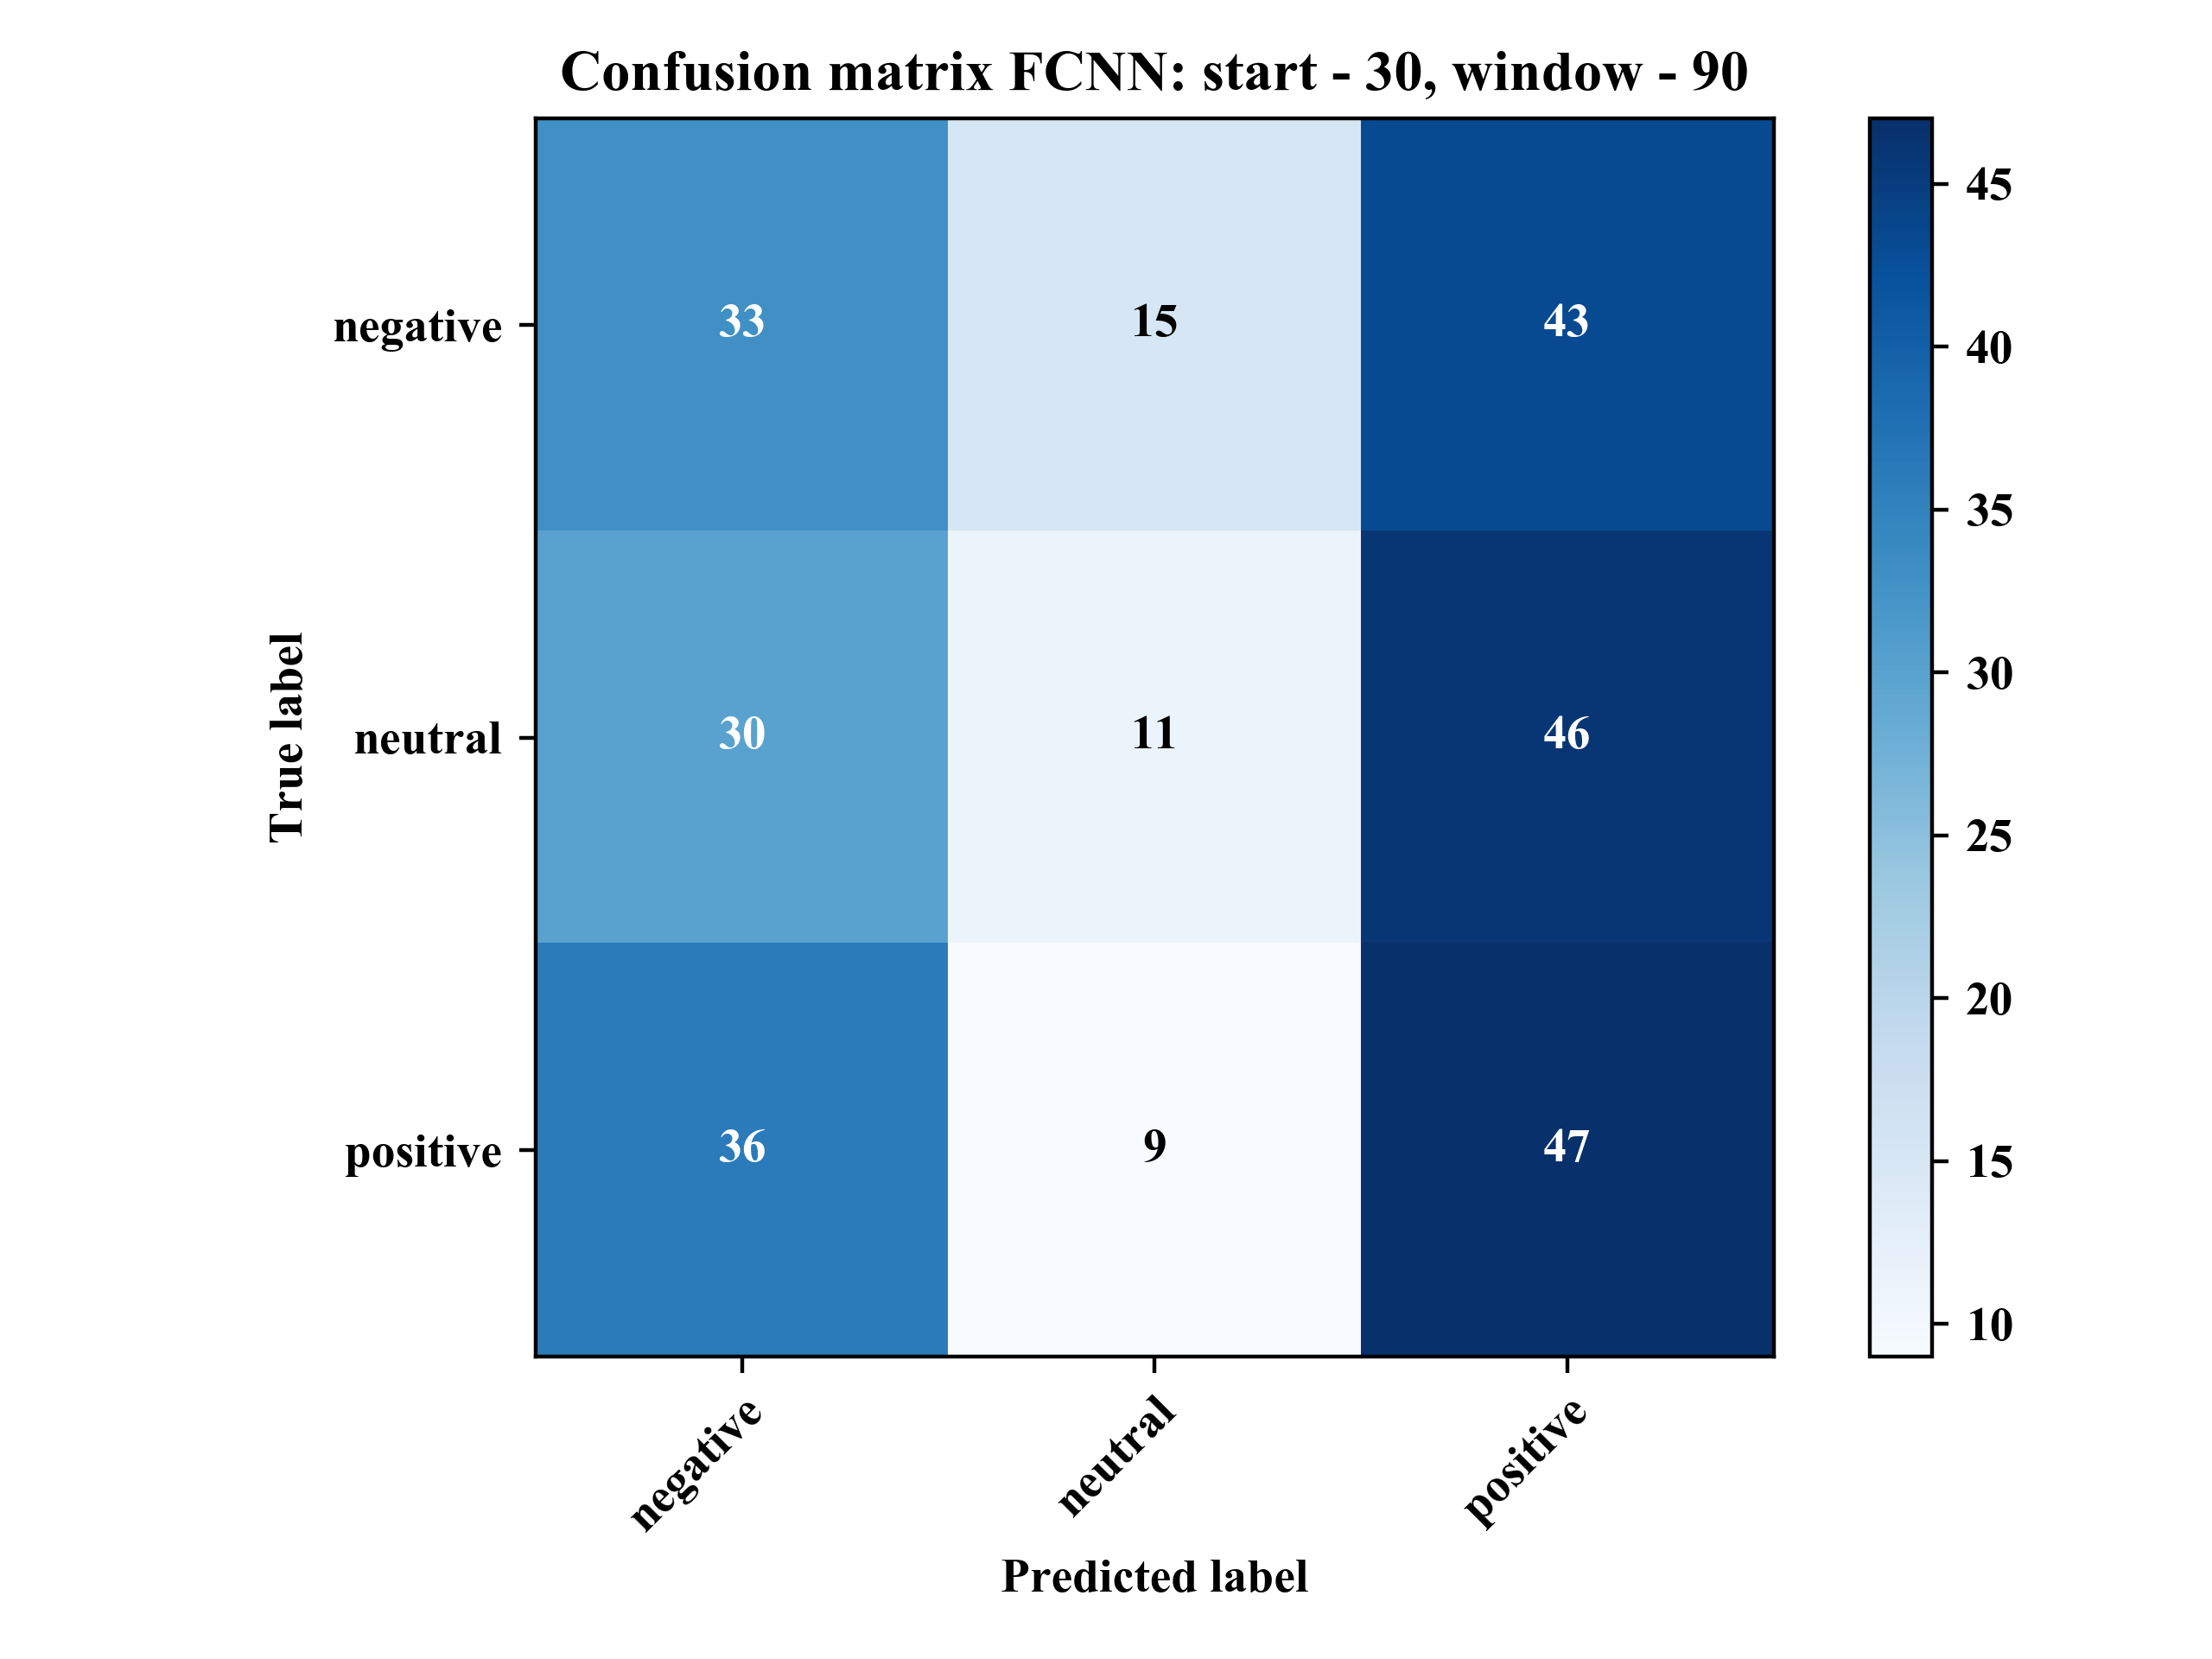 Confusion matrix FCNN: start - 30, window - 90
True label
negative 33 15 43
neutral 30 11 46
positive 36 9 47
negative neutral positive
Predicted label
45
40
35
30
25
20
15
10